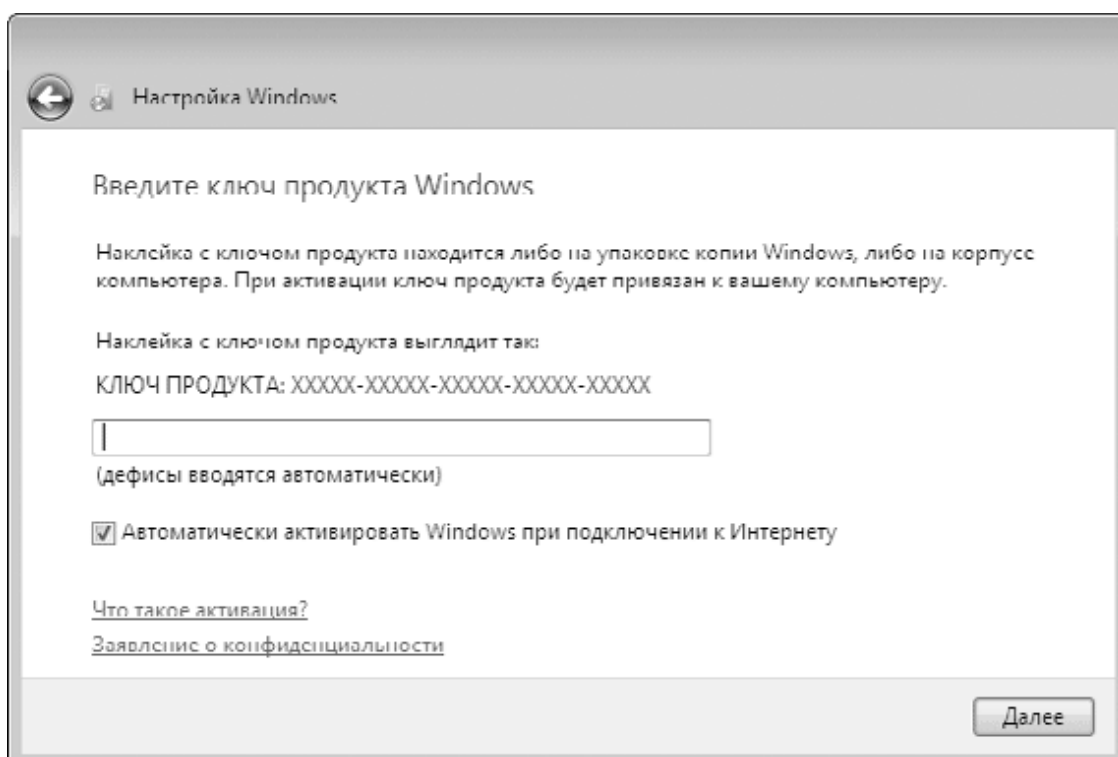 Настройка Windows
Введите ключ продукта Windows
Наклейка с ключом продукта находится либо на упаковке копии Windows, либо на корпусе
компьютера. При активации ключ продукта будет привязан к вашему компьютеру.
Наклейка с ключом продукта выглядит так:
КЛЮЧ ПРОДУКТА: XXXXX-XXXXX-XXXXX-XXXXX-XXXXX
(дефисы вводятся автоматически)
Автоматически активировать Windows при подключении к Интернету
Что такое активация?
Заявление о конфиденциальности
Далее